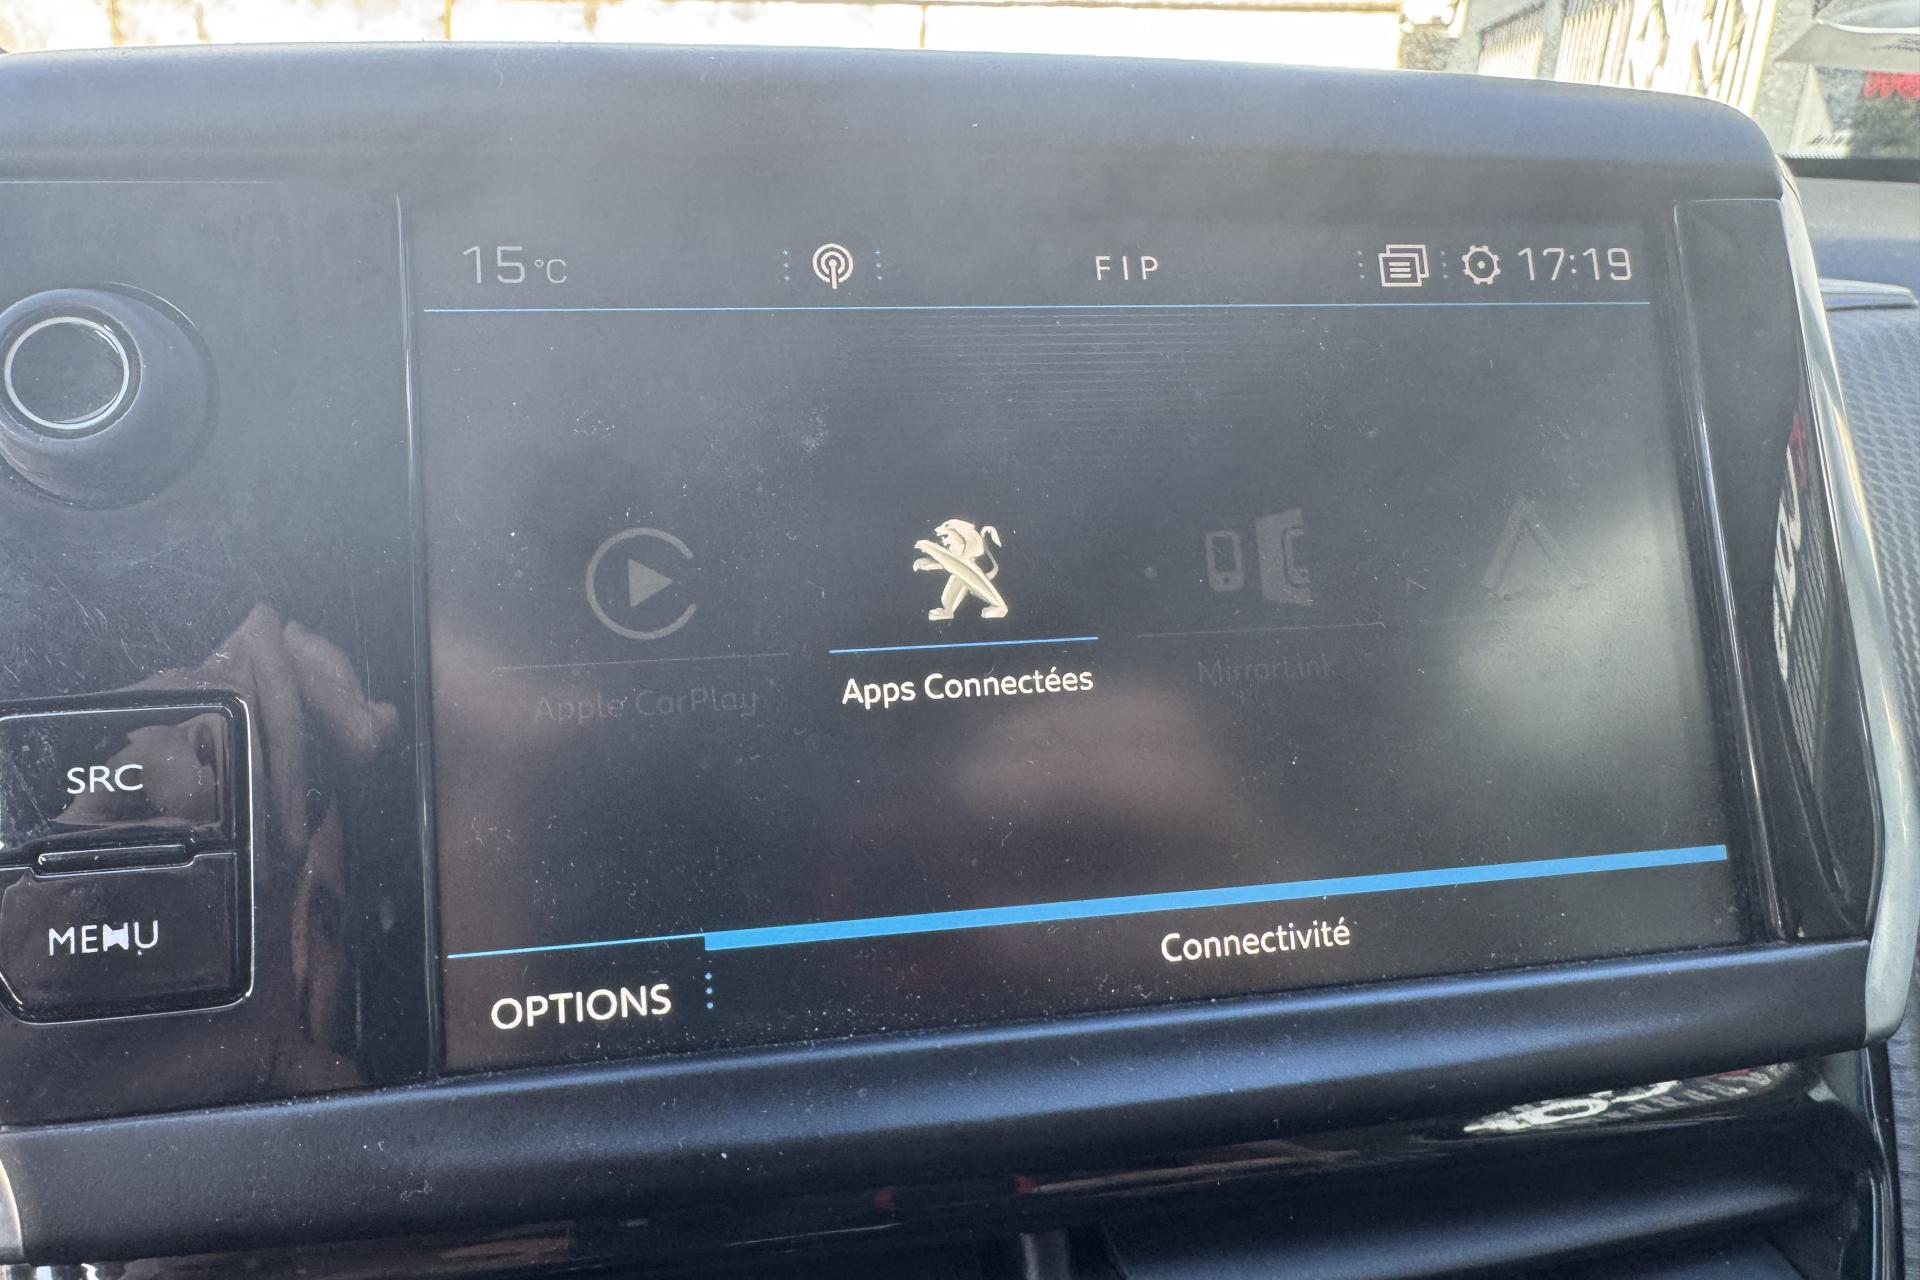 15°C
FIP
17:19
Apple CarPlay
Apps Connectées
MirrorLink
SRC
MENU
Connectivité
OPTIONS